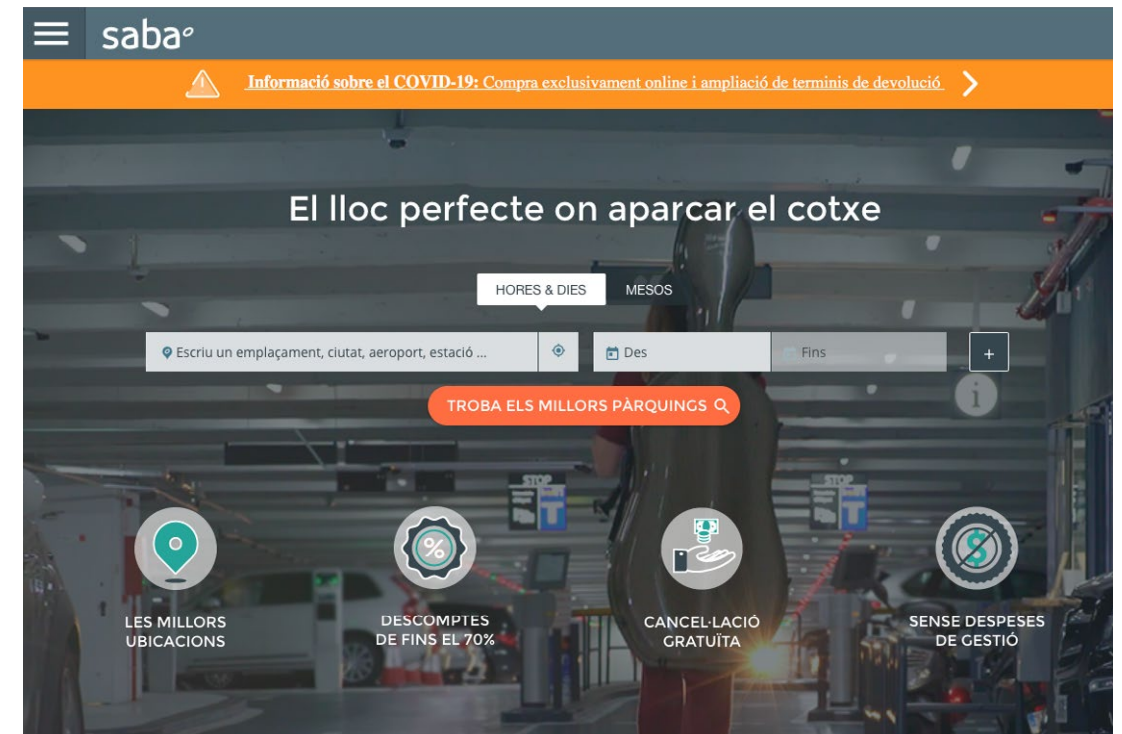 saba
Informació sobre el COVID-19: Compra exclusivament online i ampliació de terminis de devolució
El lloc perfecte on aparcar el cotxe
HORES & DIES MESOS
Escriu un emplaçament, ciutat, aeroport, estació ... Des Fins +
i
TROBA ELS MILLORS PÀRQUINGS
STOP STOP
T T
% $
LES MILLORS
UBICACIONS
DESCOMPTES
DE FINS EL 70%
CANCEL·LACIÓ
GRATUÏTA
SENSE DESPESES
DE GESTIÓ